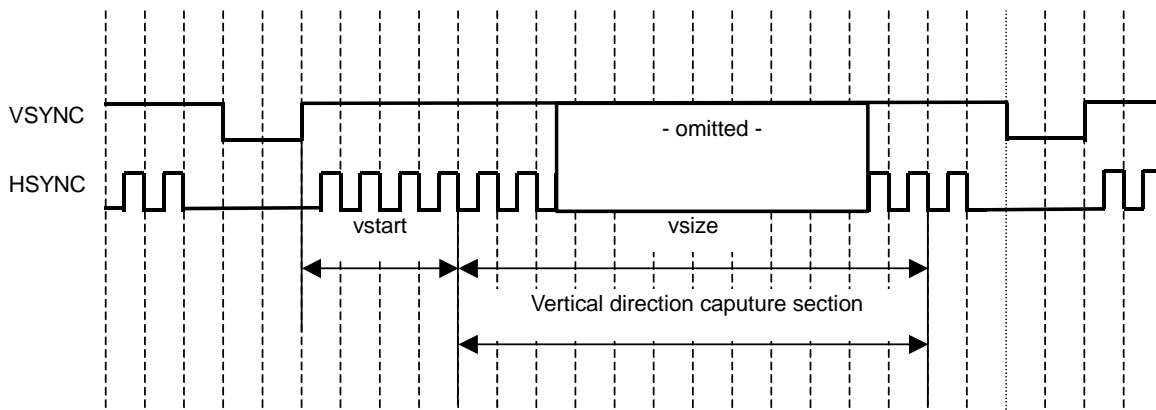 VSYNC
- omitted -
HSYNC
vstart
vsize
Vertical direction caputure section